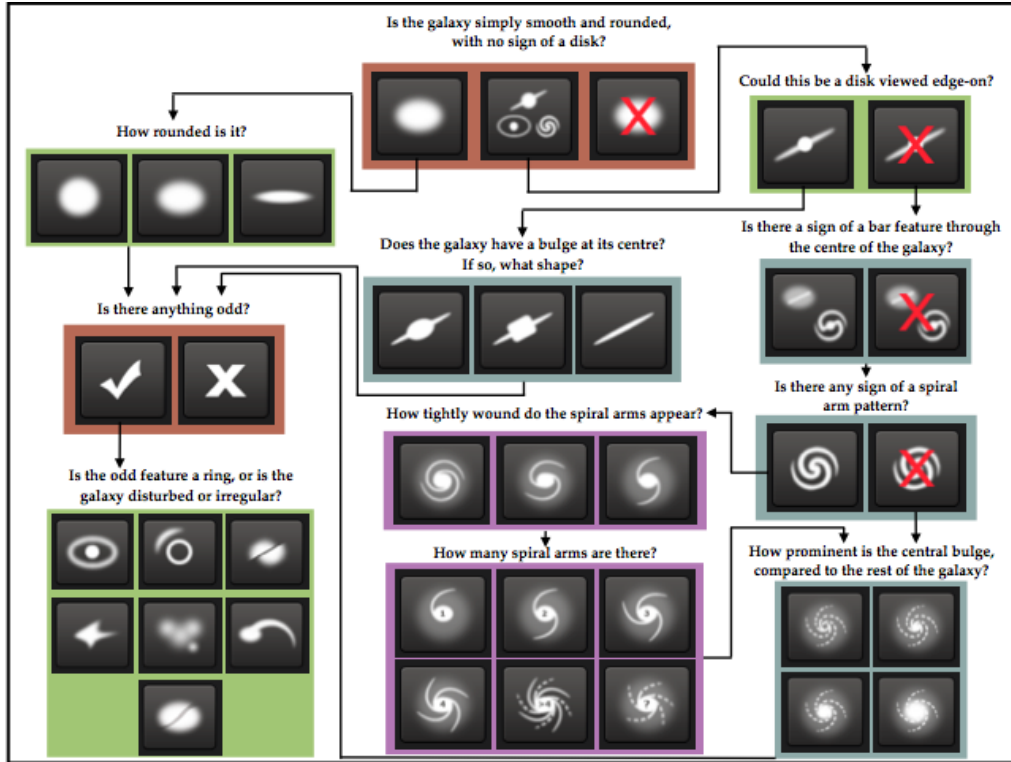 Is the galaxy simply smooth and rounded,
with no sign of a disk?
Could this be a disk viewed edge-on?
How rounded is it?
Is there a sign of a bar feature through
the centre of the galaxy?
Does the galaxy have a bulge at its centre?
If so, what shape?
Is there anything odd?
Is there any sign of a spiral
arm pattern?
How tightly wound do the spiral arms appear?
Is the odd feature a ring, or is the
galaxy disturbed or irregular?
How many spiral arms are there?
How prominent is the central bulge,
compared to the rest of the galaxy?
1
2
3
4
?